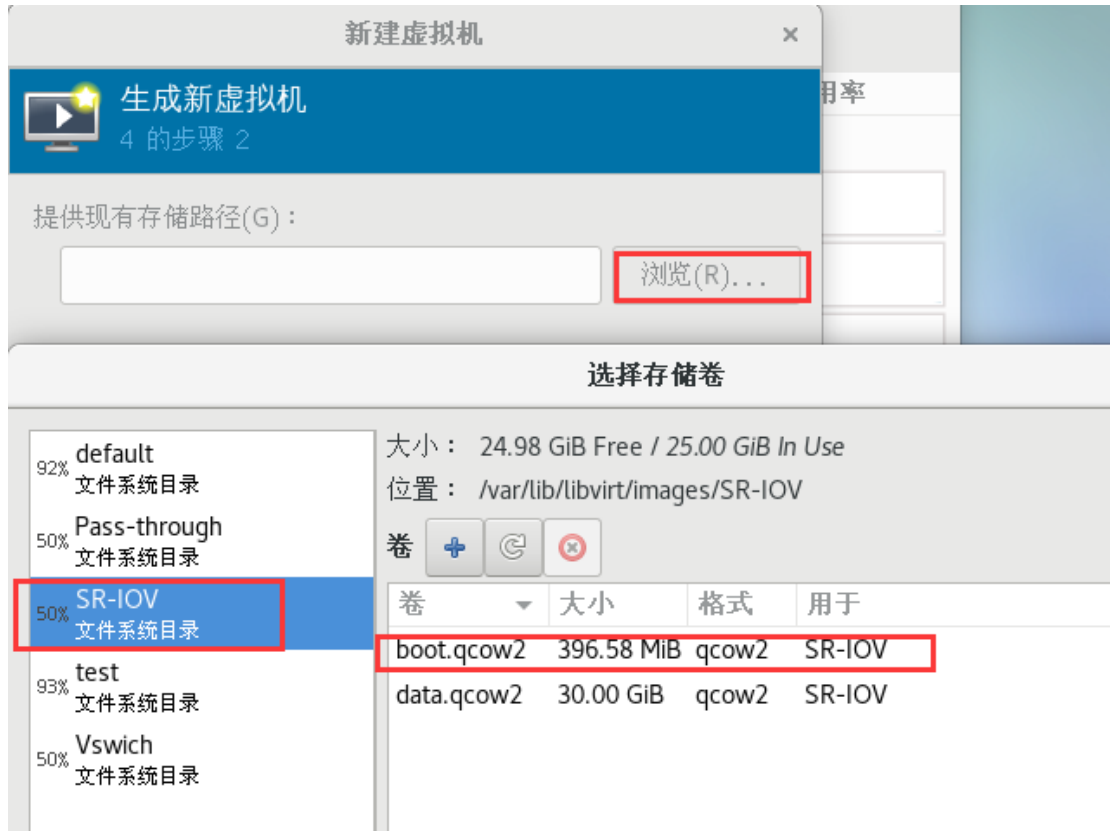 新建虚拟机
×
生成新虚拟机
4 的步骤 2
用率
提供现有存储路径(G)：
浏览(R)...
选择存储卷
92% default
文件系统目录
50% Pass-through
文件系统目录
50% SR-IOV
文件系统目录
93% test
文件系统目录
50% Vswich
文件系统目录
大小： 24.98 GiB Free / 25.00 GiB In Use
位置： /var/lib/libvirt/images/SR-IOV
卷
卷 大小 格式 用于
boot.qcow2 396.58 MiB qcow2 SR-IOV
data.qcow2 30.00 GiB qcow2 SR-IOV